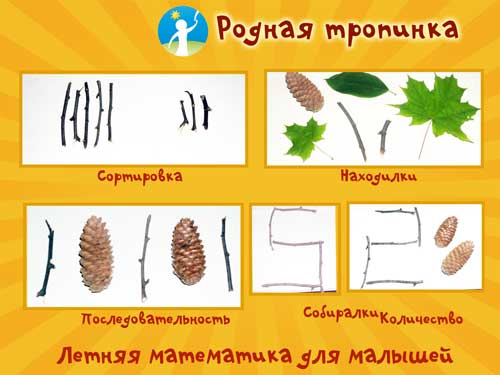 Родная тропинка
Сортировка
Находилки
Последовательность
Собиралки
Количество
Летняя математика для малышей